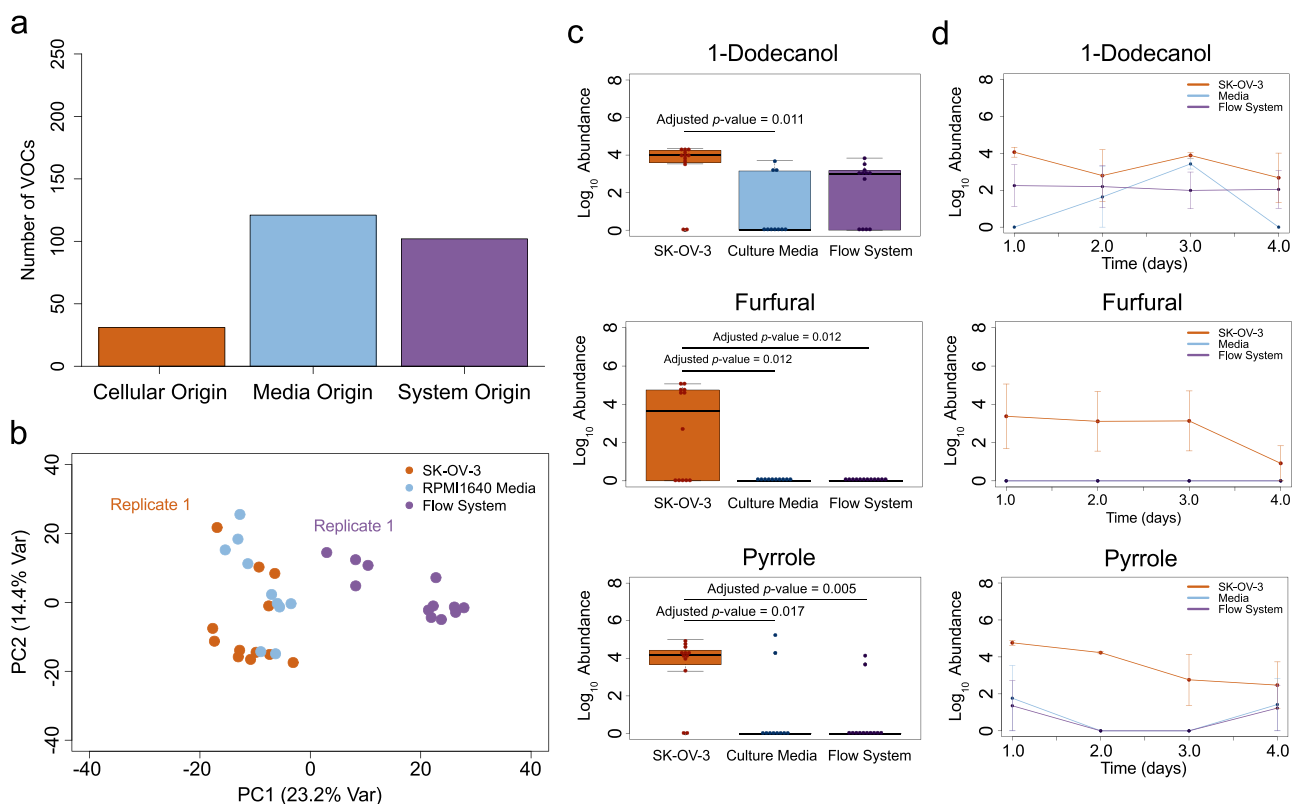 a
Number of VOCs
250
200
150
100
50
0
Cellular Origin Media Origin System Origin
b
PC2 (14.4% Var)
40
20
0
-20
-40
Replicate 1
Replicate 1
SK-OV-3
RPMI1640 Media
Flow System
-40 -20 0 20 40
PC1 (23.2% Var)
c
1-Dodecanol
Log10 Abundance
8
6
4
2
0
Adjusted p-value = 0.011
SK-OV-3 Culture Media Flow System
Furfural
Log10 Abundance
8
6
4
2
0
Adjusted p-value = 0.012
Adjusted p-value = 0.012
SK-OV-3 Culture Media Flow System
Pyrrole
Log10 Abundance
8
6
4
2
0
Adjusted p-value = 0.005
Adjusted p-value = 0.017
SK-OV-3 Culture Media Flow System
d
1-Dodecanol
Log10 Abundance
8
6
4
2
0
SK-OV-3
Media
Flow System
1.0 2.0 3.0 4.0
Time (days)
Furfural
Log10 Abundance
8
6
4
2
0
SK-OV-3
Media
Flow System
1.0 2.0 3.0 4.0
Time (days)
Pyrrole
Log10 Abundance
8
6
4
2
0
SK-OV-3
Media
Flow System
1.0 2.0 3.0 4.0
Time (days)